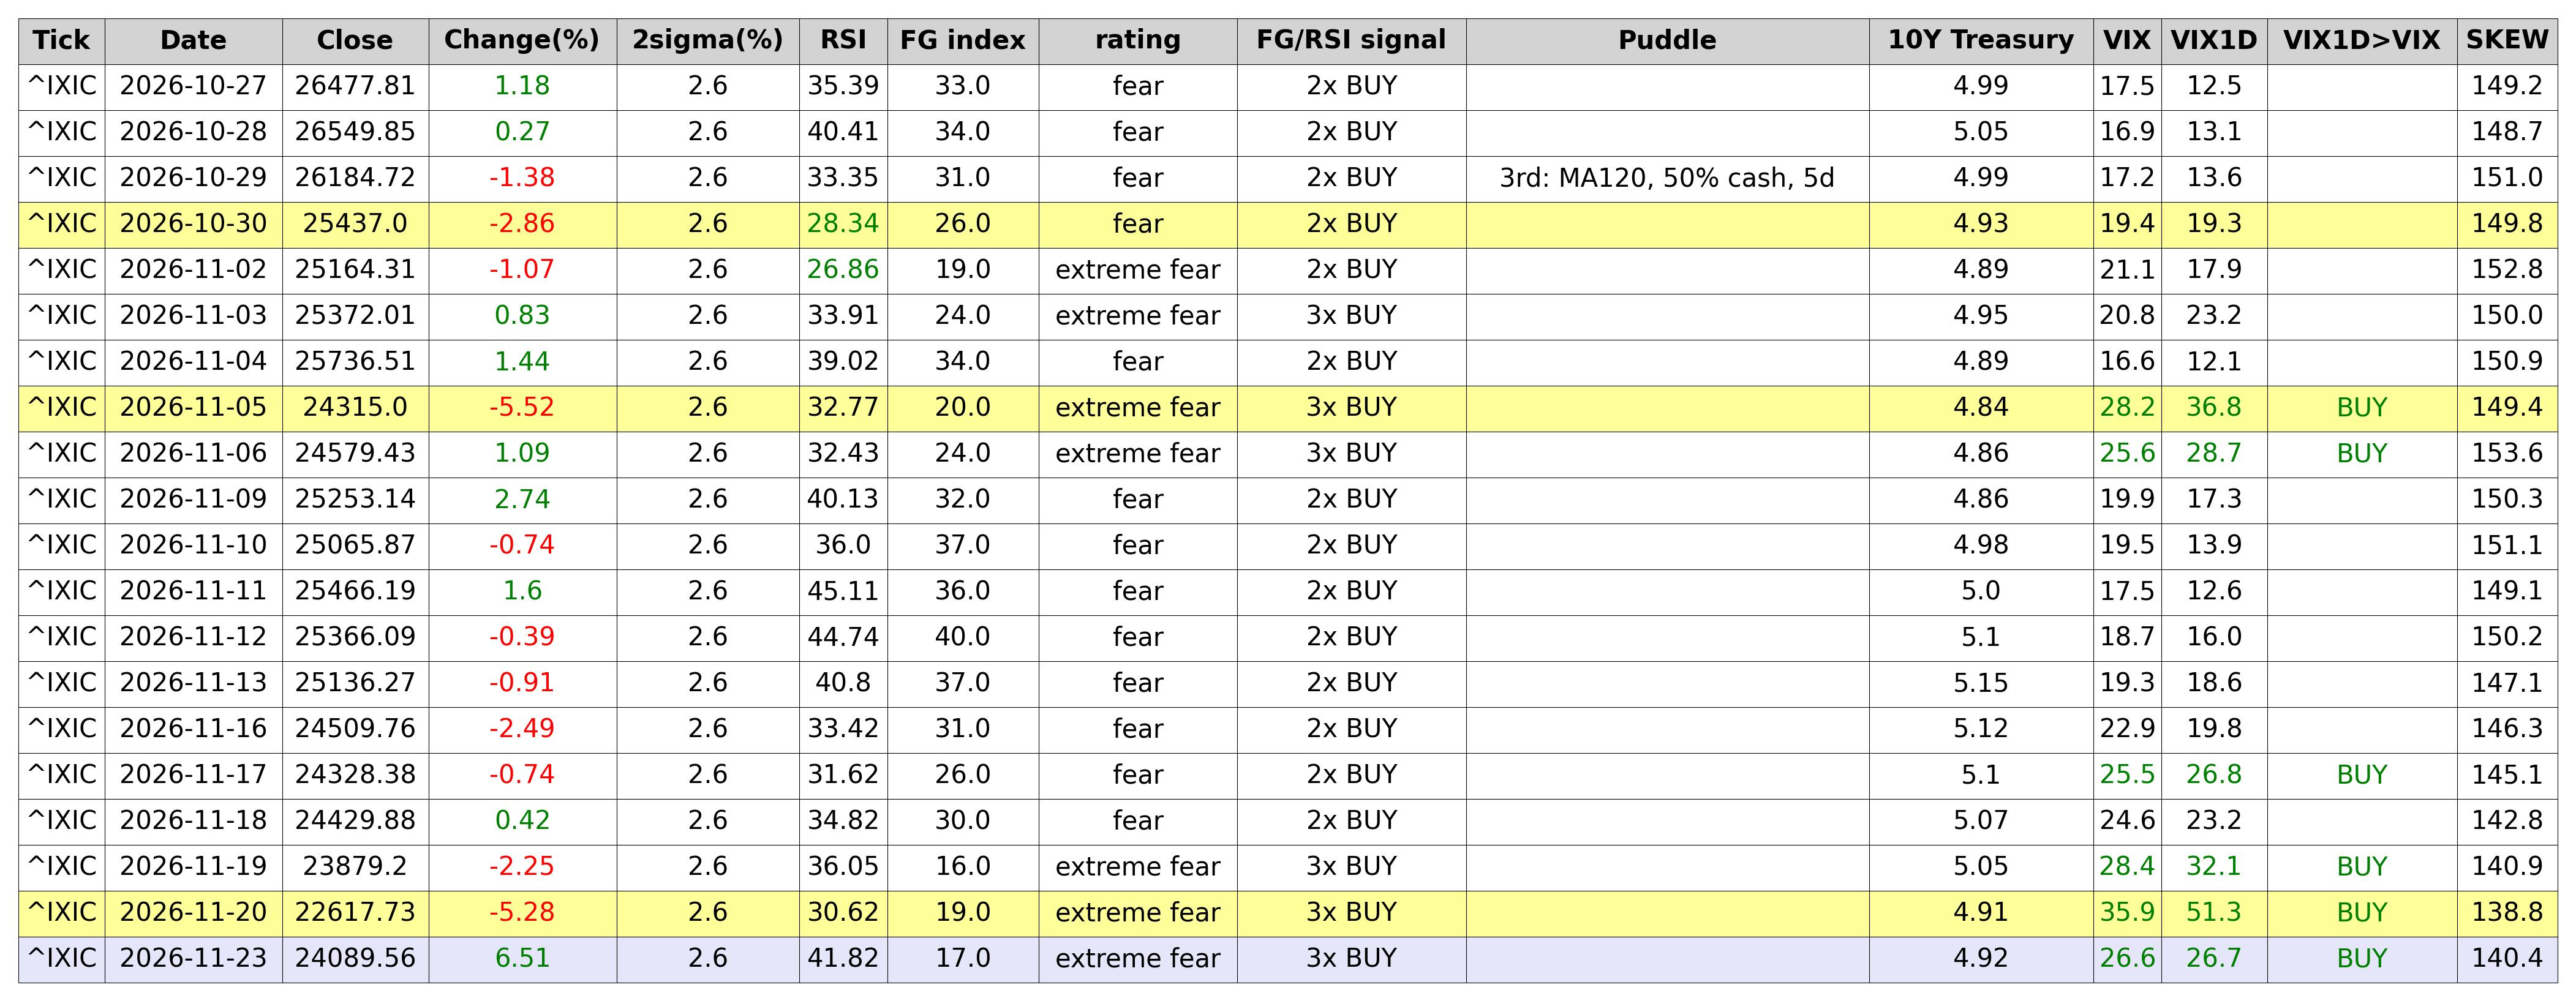 Tick Date Close Change(%) 2sigma(%) RSI FG index rating FG/RSI signal Puddle 10Y Treasury VIX VIX1D VIX1D>VIX SKEW
^IXIC 2026-10-27 26477.81 1.18 2.6 35.39 33.0 fear 2x BUY 4.99 17.5 12.5 149.2
^IXIC 2026-10-28 26549.85 0.27 2.6 40.41 34.0 fear 2x BUY 5.05 16.9 13.1 148.7
^IXIC 2026-10-29 26184.72 -1.38 2.6 33.35 31.0 fear 2x BUY 3rd: MA120, 50% cash, 5d 4.99 17.2 13.6 151.0
^IXIC 2026-10-30 25437.0 -2.86 2.6 28.34 26.0 fear 2x BUY 4.93 19.4 19.3 149.8
^IXIC 2026-11-02 25164.31 -1.07 2.6 26.86 19.0 extreme fear 2x BUY 4.89 21.1 17.9 152.8
^IXIC 2026-11-03 25372.01 0.83 2.6 33.91 24.0 extreme fear 3x BUY 4.95 20.8 23.2 150.0
^IXIC 2026-11-04 25736.51 1.44 2.6 39.02 34.0 fear 2x BUY 4.89 16.6 12.1 150.9
^IXIC 2026-11-05 24315.0 -5.52 2.6 32.77 20.0 extreme fear 3x BUY 4.84 28.2 36.8 BUY 149.4
^IXIC 2026-11-06 24579.43 1.09 2.6 32.43 24.0 extreme fear 3x BUY 4.86 25.6 28.7 BUY 153.6
^IXIC 2026-11-09 25253.14 2.74 2.6 40.13 32.0 fear 2x BUY 4.86 19.9 17.3 150.3
^IXIC 2026-11-10 25065.87 -0.74 2.6 36.0 37.0 fear 2x BUY 4.98 19.5 13.9 151.1
^IXIC 2026-11-11 25466.19 1.6 2.6 45.11 36.0 fear 2x BUY 5.0 17.5 12.6 149.1
^IXIC 2026-11-12 25366.09 -0.39 2.6 44.74 40.0 fear 2x BUY 5.1 18.7 16.0 150.2
^IXIC 2026-11-13 25136.27 -0.91 2.6 40.8 37.0 fear 2x BUY 5.15 19.3 18.6 147.1
^IXIC 2026-11-16 24509.76 -2.49 2.6 33.42 31.0 fear 2x BUY 5.12 22.9 19.8 146.3
^IXIC 2026-11-17 24328.38 -0.74 2.6 31.62 26.0 fear 2x BUY 5.1 25.5 26.8 BUY 145.1
^IXIC 2026-11-18 24429.88 0.42 2.6 34.82 30.0 fear 2x BUY 5.07 24.6 23.2 142.8
^IXIC 2026-11-19 23879.2 -2.25 2.6 36.05 16.0 extreme fear 3x BUY 5.05 28.4 32.1 BUY 140.9
^IXIC 2026-11-20 22617.73 -5.28 2.6 30.62 19.0 extreme fear 3x BUY 4.91 35.9 51.3 BUY 138.8
^IXIC 2026-11-23 24089.56 6.51 2.6 41.82 17.0 extreme fear 3x BUY 4.92 26.6 26.7 BUY 140.4